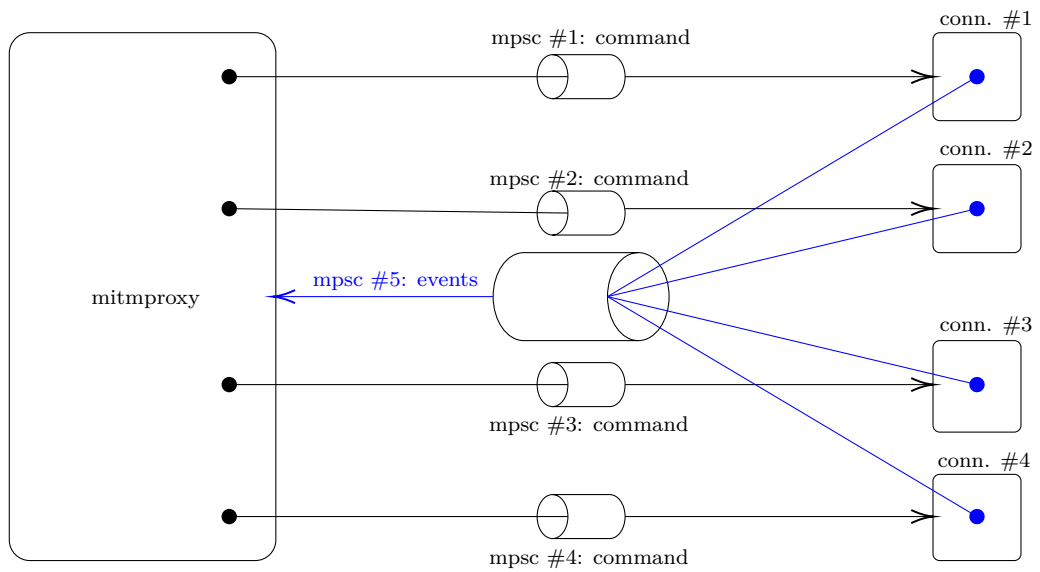 conn. #1
mpsc #1: command
conn. #2
mpsc #2: command
mpsc #5: events
mitmproxy
conn. #3
mpsc #3: command
conn. #4
mpsc #4: command